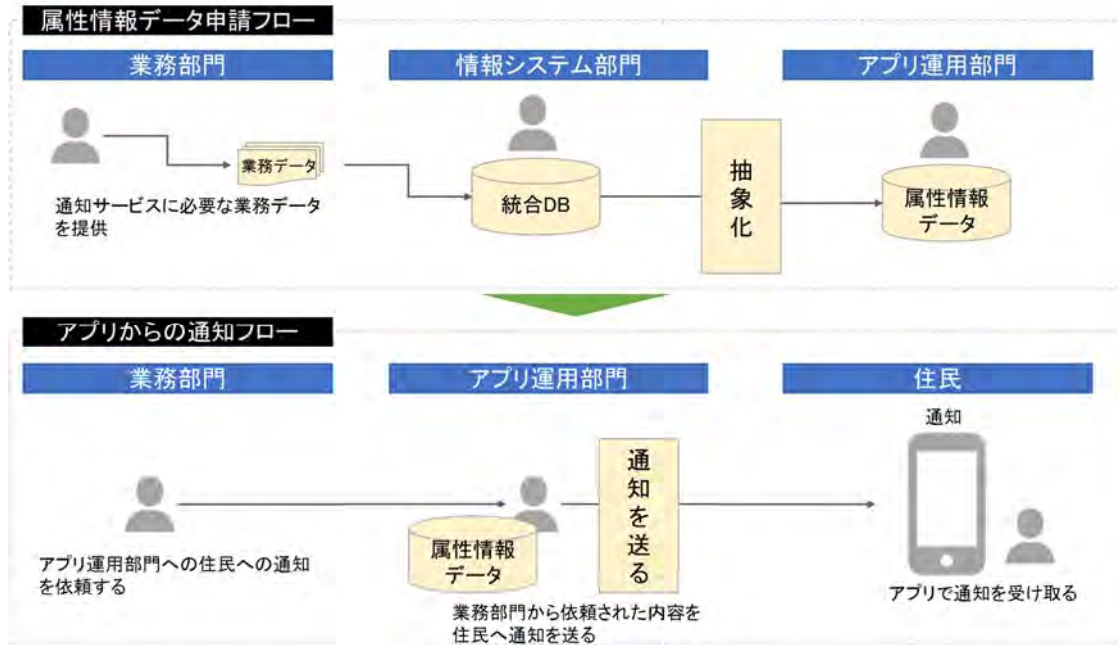 属性情報データ申請フロー
業務部門
情報システム部門
アプリ運用部門
業務データ
通知サービスに必要な業務データ
を提供
統合DB
抽象化
属性情報
データ
アプリからの通知フロー
業務部門
アプリ運用部門
住民
アプリ運用部門への住民への通知
を依頼する
属性情報
データ
通知を送る
業務部門から依頼された内容を
住民へ通知を送る
通知
アプリで通知を受け取る